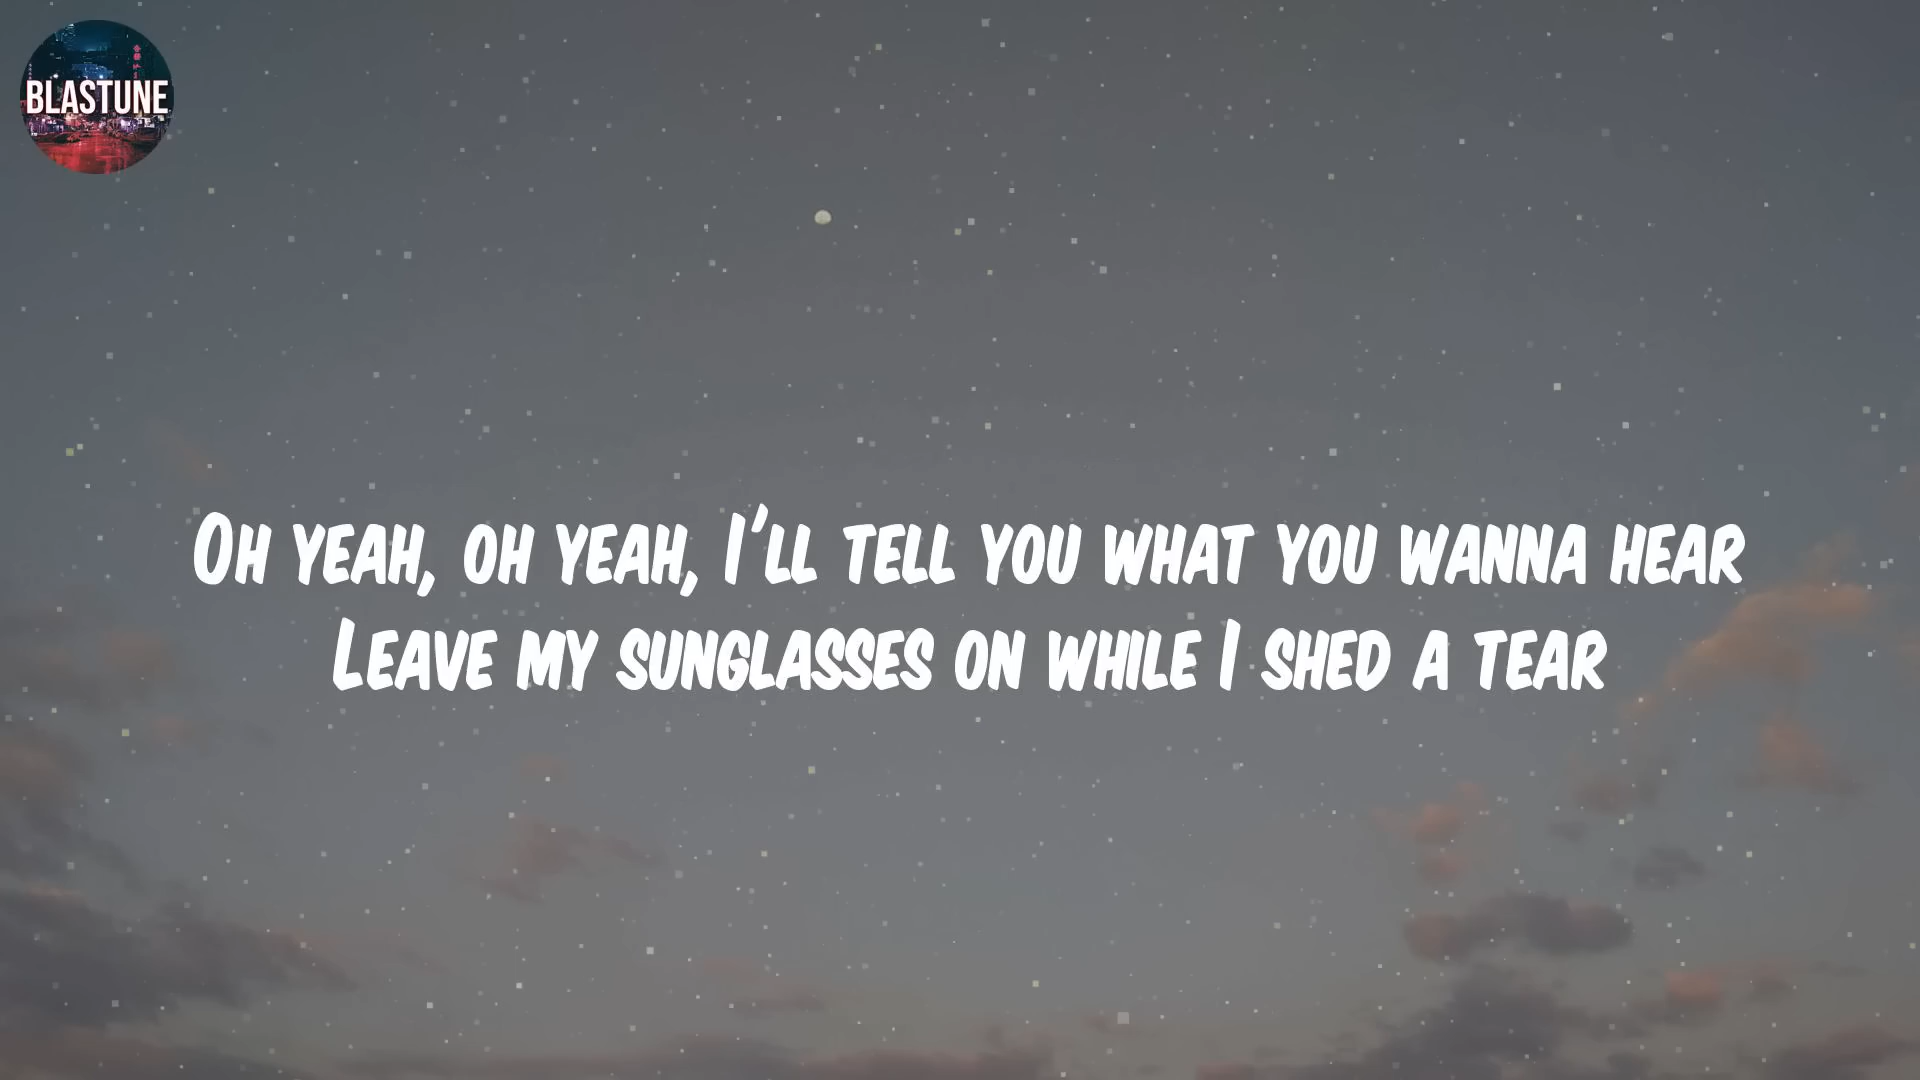 BLASTUNE
Oh yeah, oh yeah, I'll tell you what you wanna hear
Leave my sunglasses on while I shed a tear